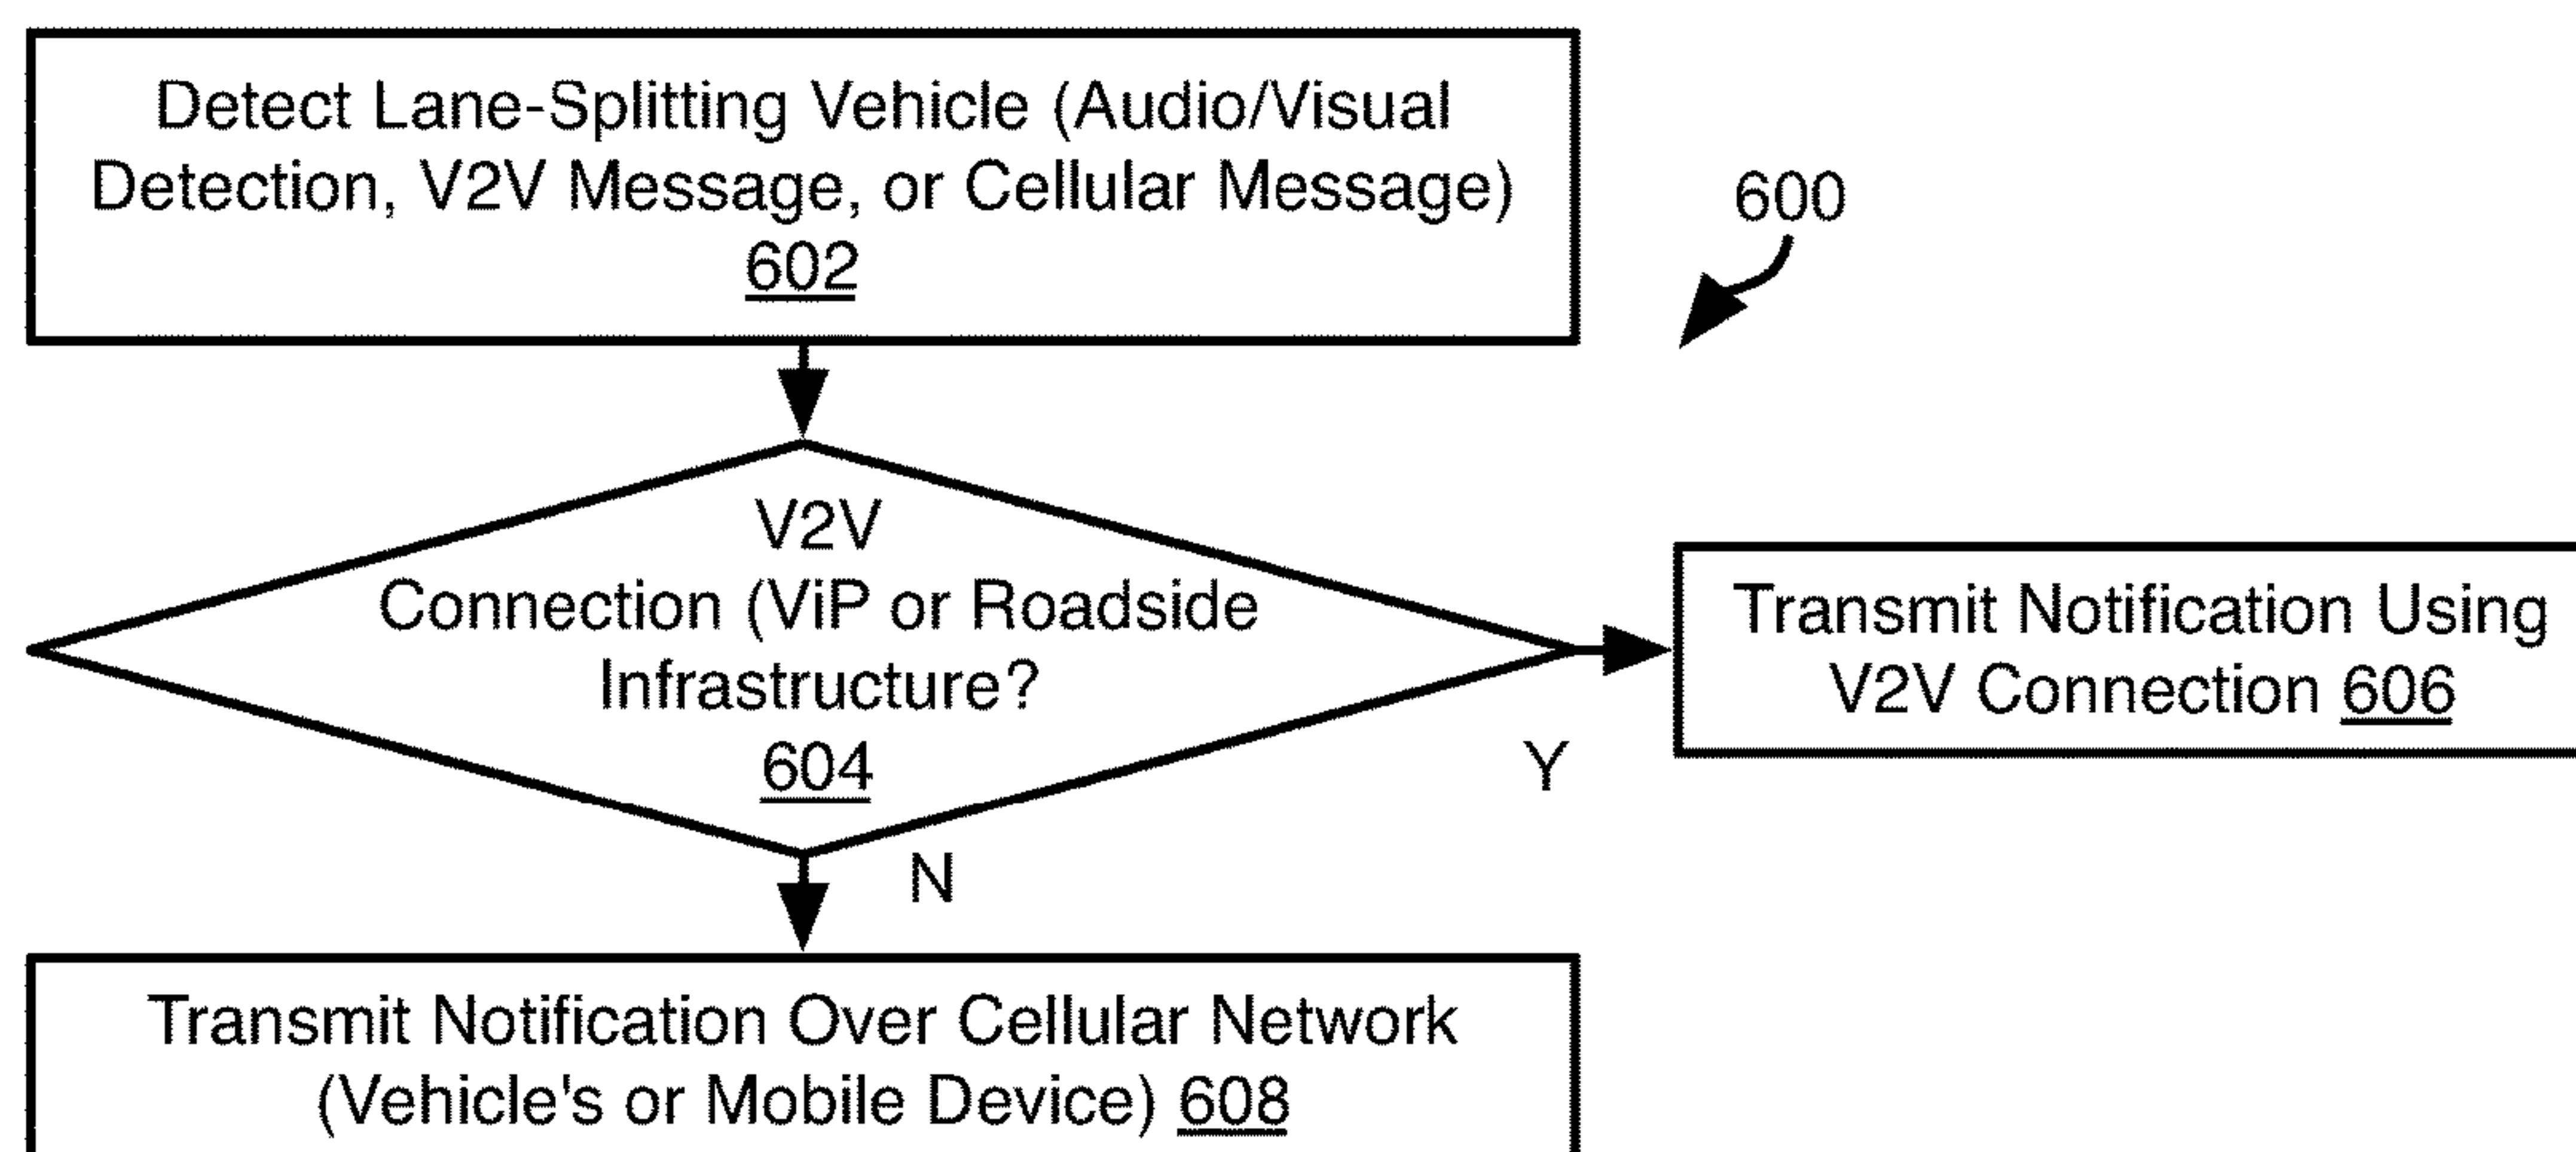 Detect Lane-Splitting Vehicle (Audio/Visual
Detection, V2V Message, or Cellular Message)
602
600
V2V
Connection (ViP or Roadside
Infrastructure?
604
Transmit Notification Using
V2V Connection 606
Y
N
Transmit Notification Over Cellular Network
(Vehicle's or Mobile Device) 608